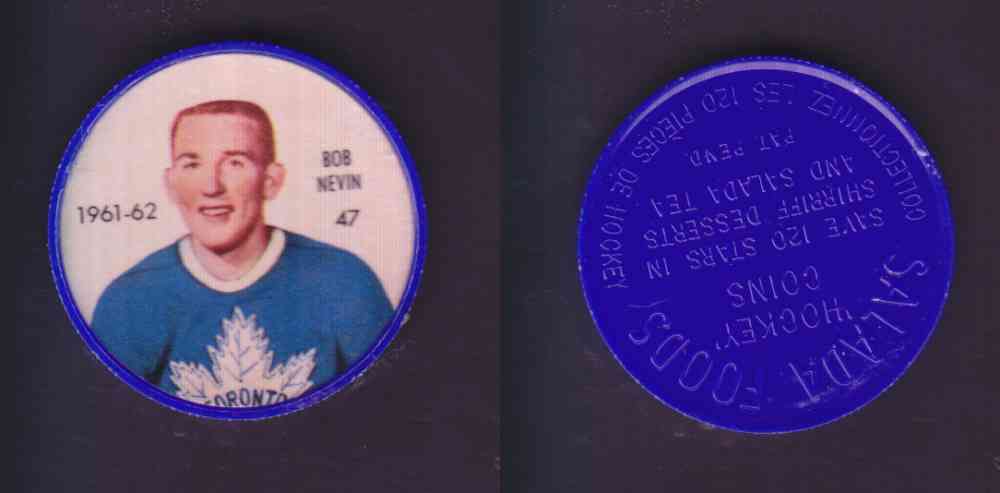 1961-62
BOB
NEVIN
47
TORONTO
SALADA FOODS
"HOCKEY"
COINS
SAVE 120 STARS IN
SHIRRIFF DESSERTS
AND SALADA TEA
PAT. PEND.
COLLECTIONNEZ LES 120 PIECES DE HOCKEY